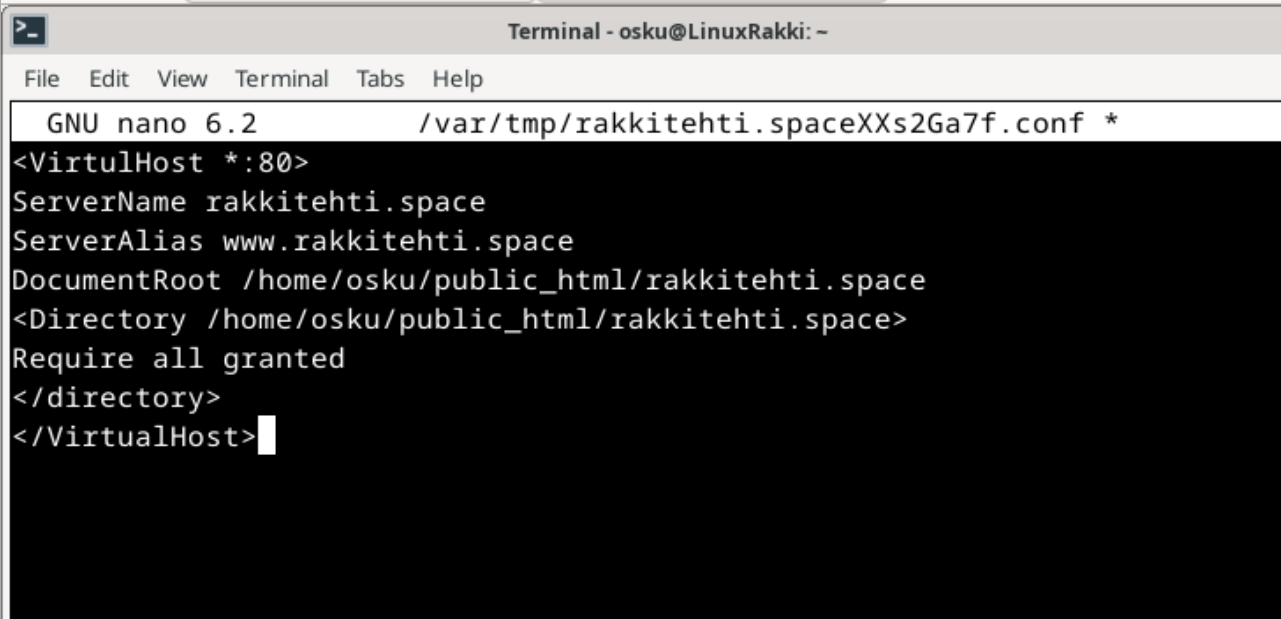 Terminal - osku@LinuxRakki: ~
File Edit View Terminal Tabs Help
GNU nano 6.2 /var/tmp/rakkitehti.spaceXXs2Ga7f.conf *
<VirtulHost *:80>
ServerName rakkitehti.space
ServerAlias www.rakkitehti.space
DocumentRoot /home/osku/public_html/rakkitehti.space
<Directory /home/osku/public_html/rakkitehti.space>
Require all granted
</directory>
</VirtualHost>